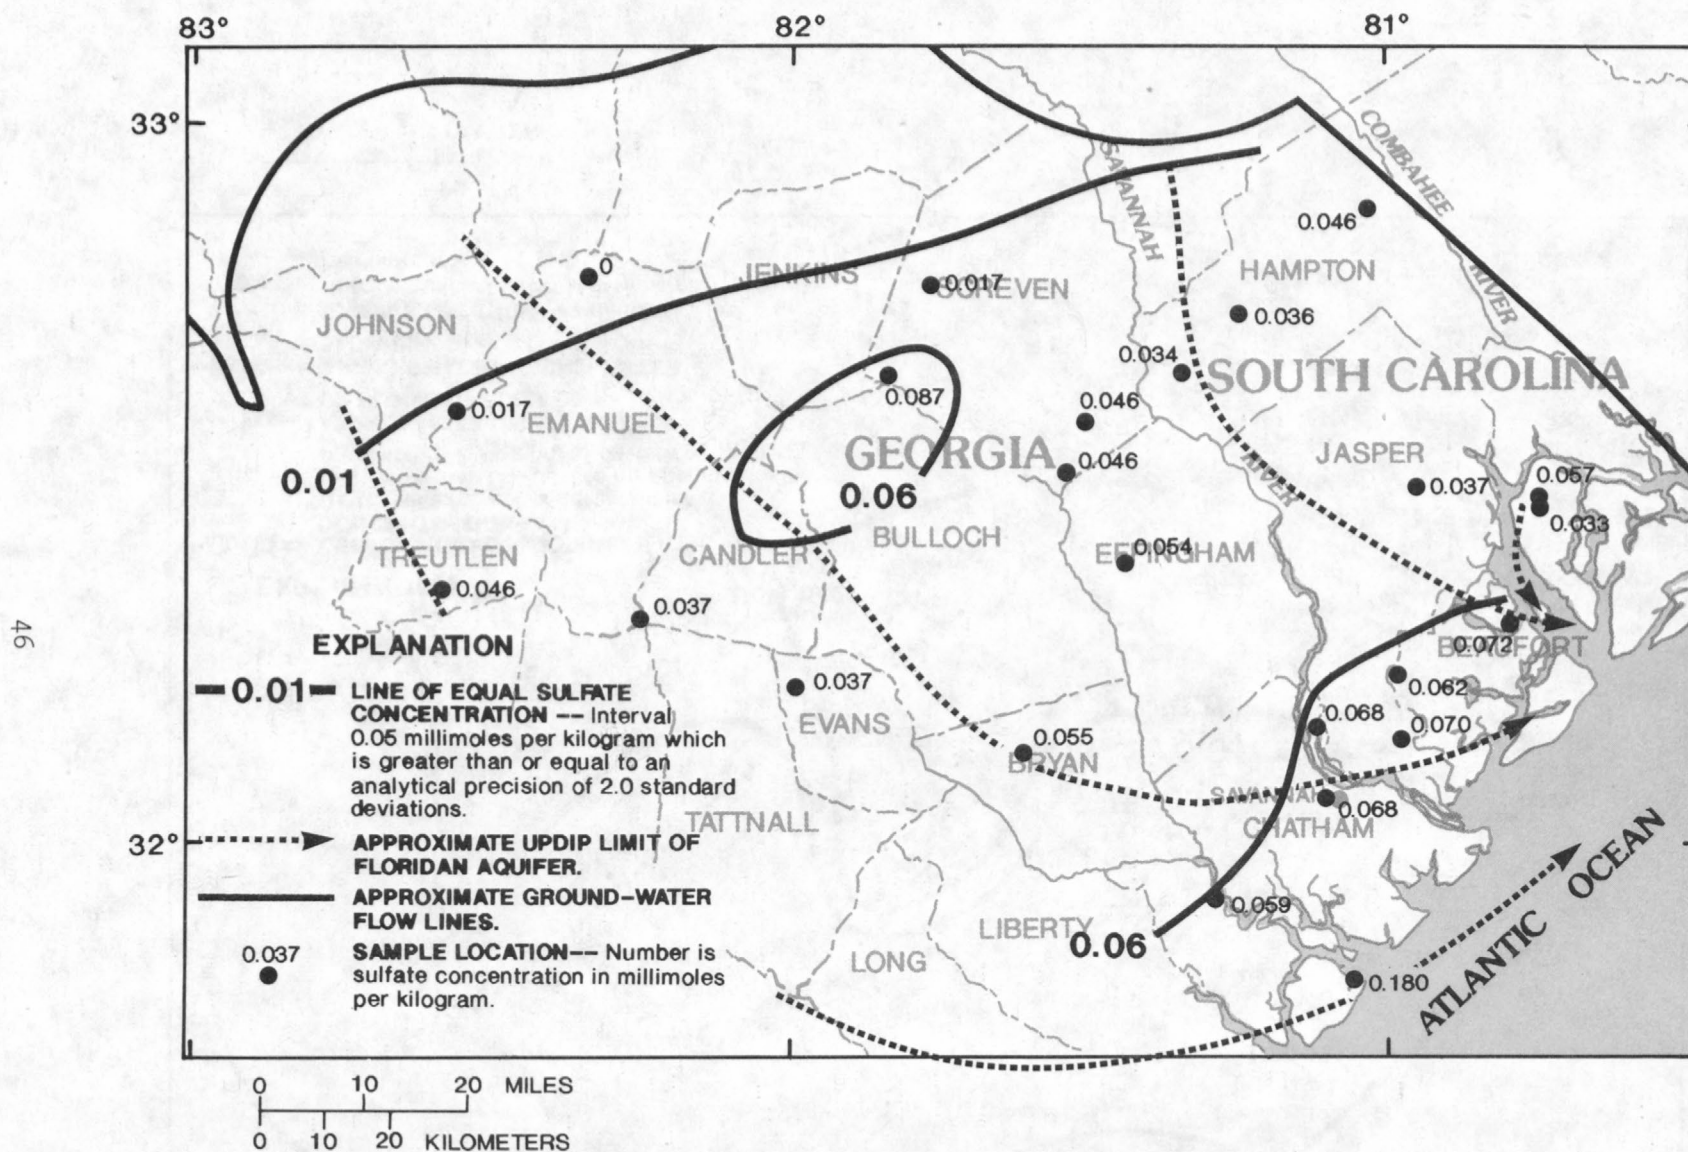 83°
82°
81°
33°
COMBAHEE
SAVANNAH
0.046
HAMPTON
0
JENKINS
0.017
SCREVEN
RIVER
JOHNSON
0.036
0.034
SOUTH CAROLINA
0.087
0.046
0.017
EMANUEL
GEORGIA
0.046
JASPER
RIVER
0.01
0.06
0.037
0.057
0.033
BULLOCH
TREUTLEN
CANDLER
0.054
EFFINGHAM
0.046
0.037
46
0.072
BEAUFORT
EXPLANATION
0.01
LINE OF EQUAL SULFATE
CONCENTRATION –– Interval
0.05 millimoles per kilogram which
is greater than or equal to an
analytical precision of 2.0 standard
deviations.
0.037
EVANS
0.062
0.068
0.070
0.055
BRYAN
SAVANNAH
0.068
CHATHAM
TATTNALL
32°
APPROXIMATE UPDIP LIMIT OF
FLORIDAN AQUIFER.
APPROXIMATE GROUND–WATER
FLOW LINES.
0.037
SAMPLE LOCATION–– Number is
sulfate concentration in millimoles
per kilogram.
0.059
LIBERTY
0.06
LONG
0.180
ATLANTIC OCEAN
0 10 20 MILES
0 10 20 KILOMETERS